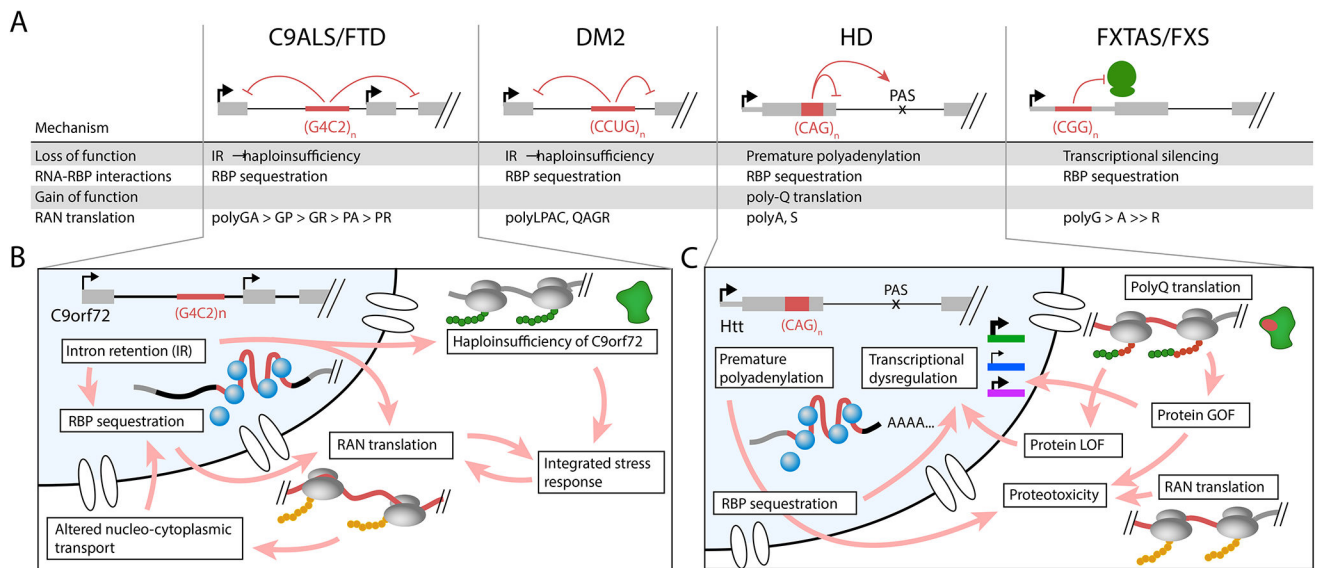 A
C9ALS/FTD
DM2
HD
FXTAS/FXS
PAS
x
Mechanism
(G4C2)n
(CCUG)n
(CAG)n
(CGG)n
Loss of function
IR ⊣haploinsufficiency
IR ⊣haploinsufficiency
Premature polyadenylation
Transcriptional silencing
RNA-RBP interactions
RBP sequestration
RBP sequestration
RBP sequestration
RBP sequestration
Gain of function
poly-Q translation
RAN translation
polyGA > GP > GR > PA > PR
polyLPAC, QAGR
polyA, S
polyG > A >> R
B
C9orf72
(G4C2)n
Intron retention (IR)
Haploinsufficiency of C9orf72
RBP sequestration
RAN translation
Integrated stress
response
Altered nucleo-cytoplasmic
transport
C
PAS
x
Htt
(CAG)n
PolyQ translation
Premature
polyadenylation
Transcriptional
dysregulation
AAAA...
Protein GOF
Protein LOF
RBP sequestration
Proteotoxicity
RAN translation